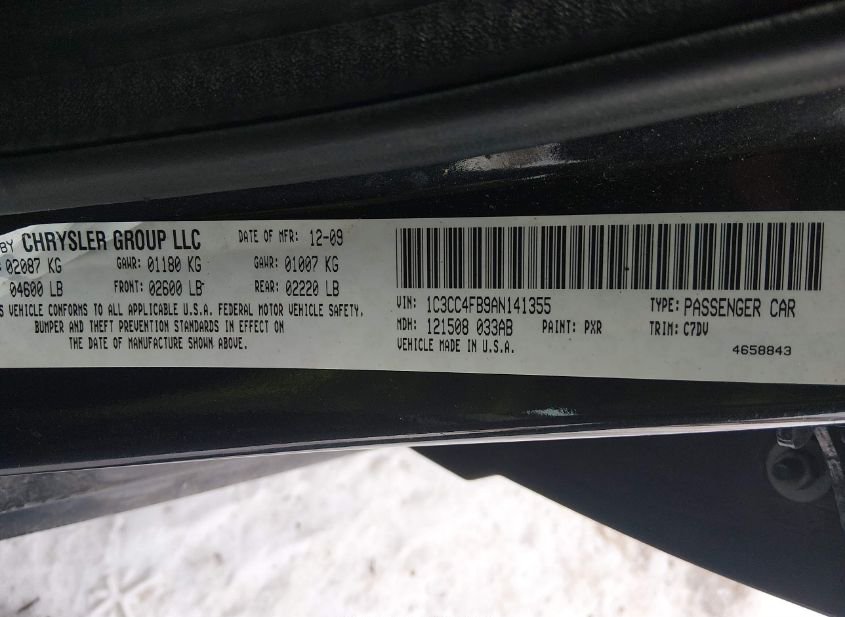 BY CHRYSLER GROUP LLC DATE OF MFR: 12-09
02087 KG GAWR: 01180 KG GAWR: 01007 KG
04600 LB FRONT: 02600 LB REAR: 02220 LB
VEHICLE CONFORMS TO ALL APPLICABLE U.S.A. FEDERAL MOTOR VEHICLE SAFETY,
BUMPER AND THEFT PREVENTION STANDARDS IN EFFECT ON
THE DATE OF MANUFACTURE SHOWN ABOVE.
VIN: 1C3CC4FB9AN141355 TYPE: PASSENGER CAR
MDH: 121508 033AB PAINT: PXR TRIM: C7DV
VEHICLE MADE IN U.S.A. 4658843